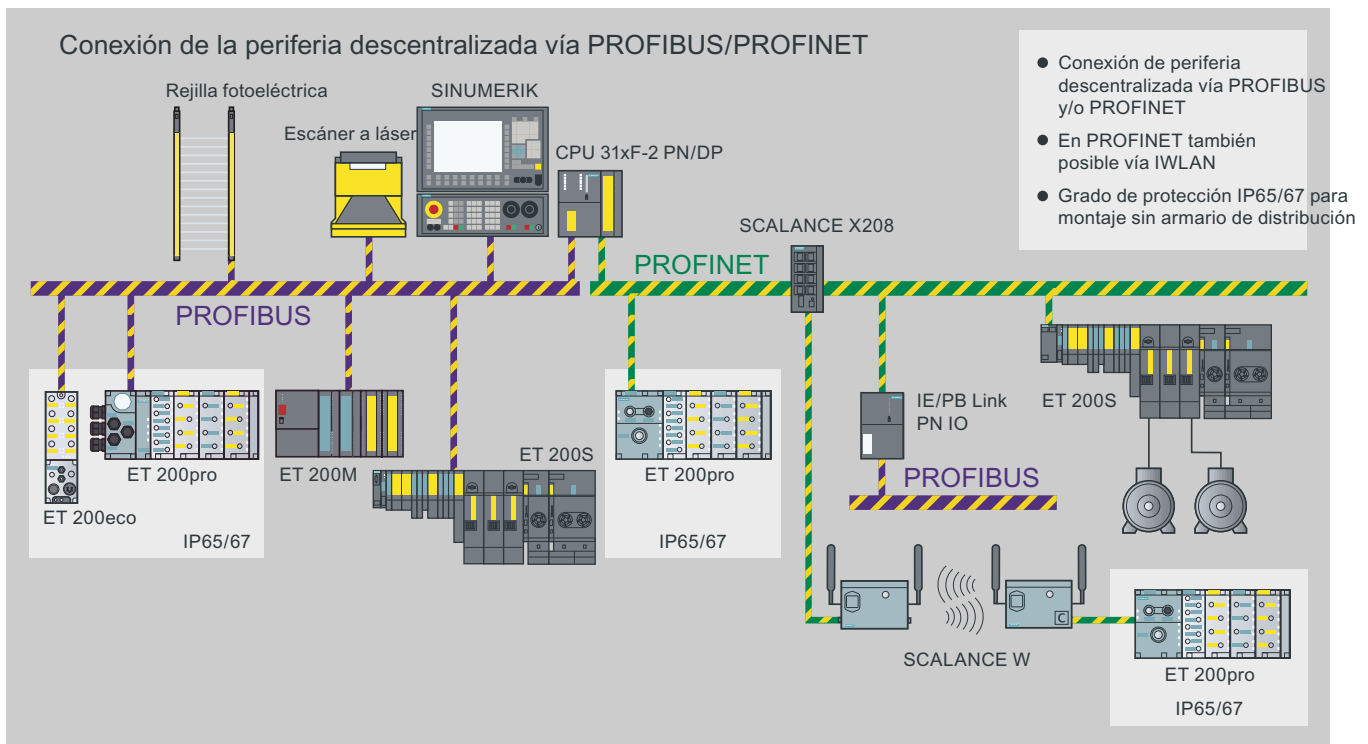 Conexión de la periferia descentralizada vía PROFIBUS/PROFINET
● Conexión de periferia
descentralizada vía PROFIBUS
y/o PROFINET
● En PROFINET también
posible vía IWLAN
● Grado de protección IP65/67 para
montaje sin armario de distribución
Rejilla fotoeléctrica
Escáner a láser
SINUMERIK
CPU 31xF-2 PN/DP
SCALANCE X208
PROFINET
PROFIBUS
ET 200eco
ET 200pro
IP65/67
ET 200M
ET 200S
ET 200pro
IP65/67
IE/PB Link
PN IO
PROFIBUS
ET 200S
SCALANCE W
C
ET 200pro
IP65/67